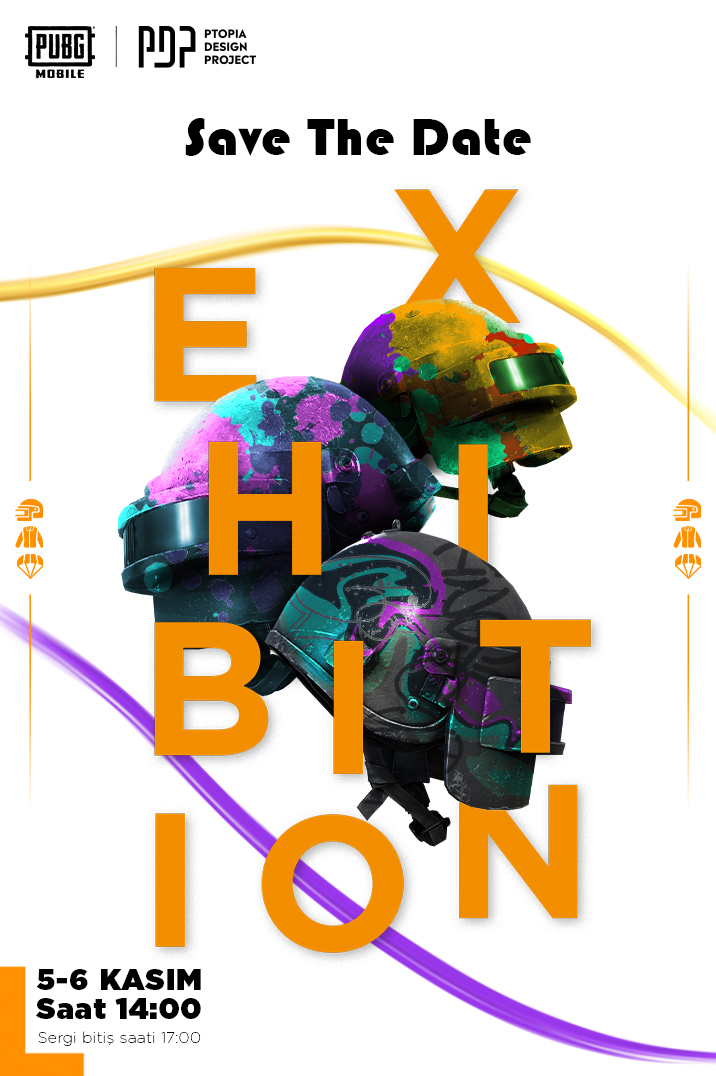 PUBG
MOBILE
PDP
PTOPIA
DESIGN
PROJECT
Save The Date
EX
HI
BIT
ION
5-6 KASIM
Saat 14:00
Sergi bitiş saati 17:00